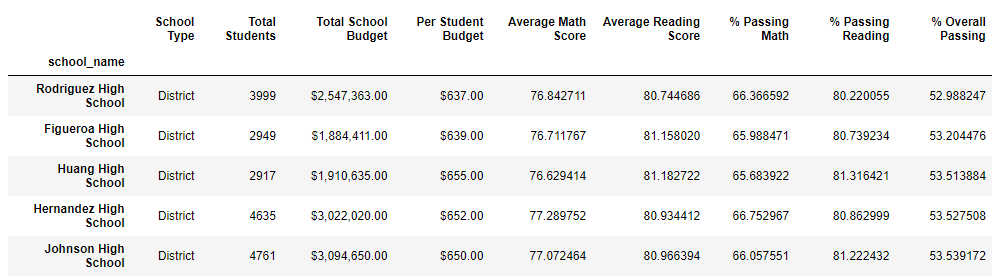 School Type Total Students Total School Budget Per Student Budget Average Math Score Average Reading Score % Passing Math % Passing Reading % Overall Passing
school_name
Rodriguez High School District 3999 $2,547,363.00 $637.00 76.842711 80.744686 66.366592 80.220055 52.988247
Figueroa High School District 2949 $1,884,411.00 $639.00 76.711767 81.158020 65.988471 80.739234 53.204476
Huang High School District 2917 $1,910,635.00 $655.00 76.629414 81.182722 65.683922 81.316421 53.513884
Hernandez High School District 4635 $3,022,020.00 $652.00 77.289752 80.934412 66.752967 80.862999 53.527508
Johnson High School District 4761 $3,094,650.00 $650.00 77.072464 80.966394 66.057551 81.222432 53.539172